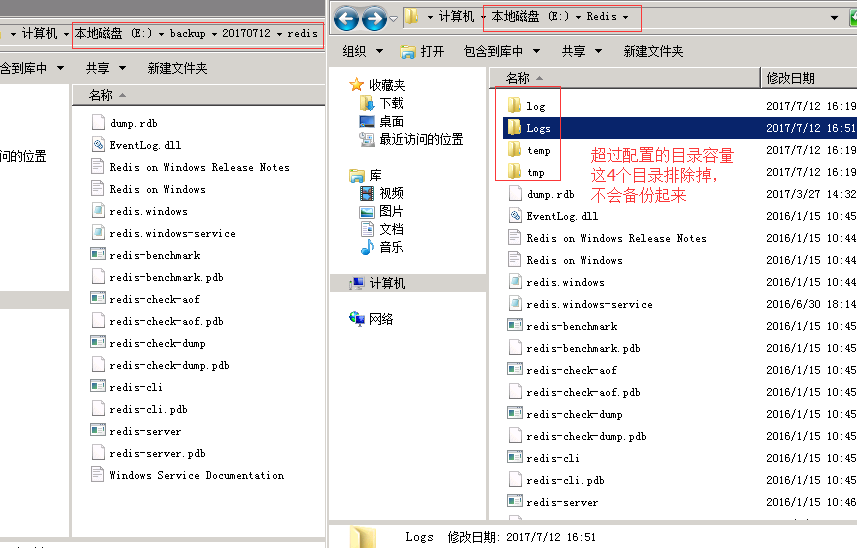 计算机 本地磁盘 (E:) backup 20170712 redis
含到库中 共享 新建文件夹
名称
问的位置
dump.rdb
EventLog.dll
Redis on Windows Release Notes
Redis on Windows
redis.windows
redis.windows-service
redis-benchmark
redis-benchmark.pdb
redis-check-aof
redis-check-aof.pdb
redis-check-dump
redis-check-dump.pdb
redis-cli
redis-cli.pdb
redis-server
redis-server.pdb
Windows Service Documentation
计算机 本地磁盘 (E:) Redis
组织 打开 包含到库中 共享 新建文件夹
收藏夹
下载
桌面
最近访问的位置
库
视频
图片
文档
音乐
计算机
网络
名称 修改日期
log 2017/7/12 16:19
Logs 2017/7/12 16:51
temp 2017/7/12 16:19
tmp 2017/7/12 16:19
超过配置的目录容量
这4个目录排除掉，
不会备份起来
dump.rdb 2017/3/27 14:32
EventLog.dll 2016/1/15 10:45
Redis on Windows Release Notes 2016/1/15 10:44
Redis on Windows 2016/1/15 10:44
redis.windows 2016/1/15 10:44
redis.windows-service 2016/6/30 18:14
redis-benchmark 2016/1/15 10:45
redis-benchmark.pdb 2016/1/15 10:45
redis-check-aof 2016/1/15 10:45
redis-check-aof.pdb 2016/1/15 10:45
redis-check-dump 2016/1/15 10:45
redis-check-dump.pdb 2016/1/15 10:45
redis-cli 2016/1/15 10:45
redis-cli.pdb 2016/1/15 10:45
redis-server 2016/1/15 10:46
Logs 修改日期: 2017/7/12 16:51